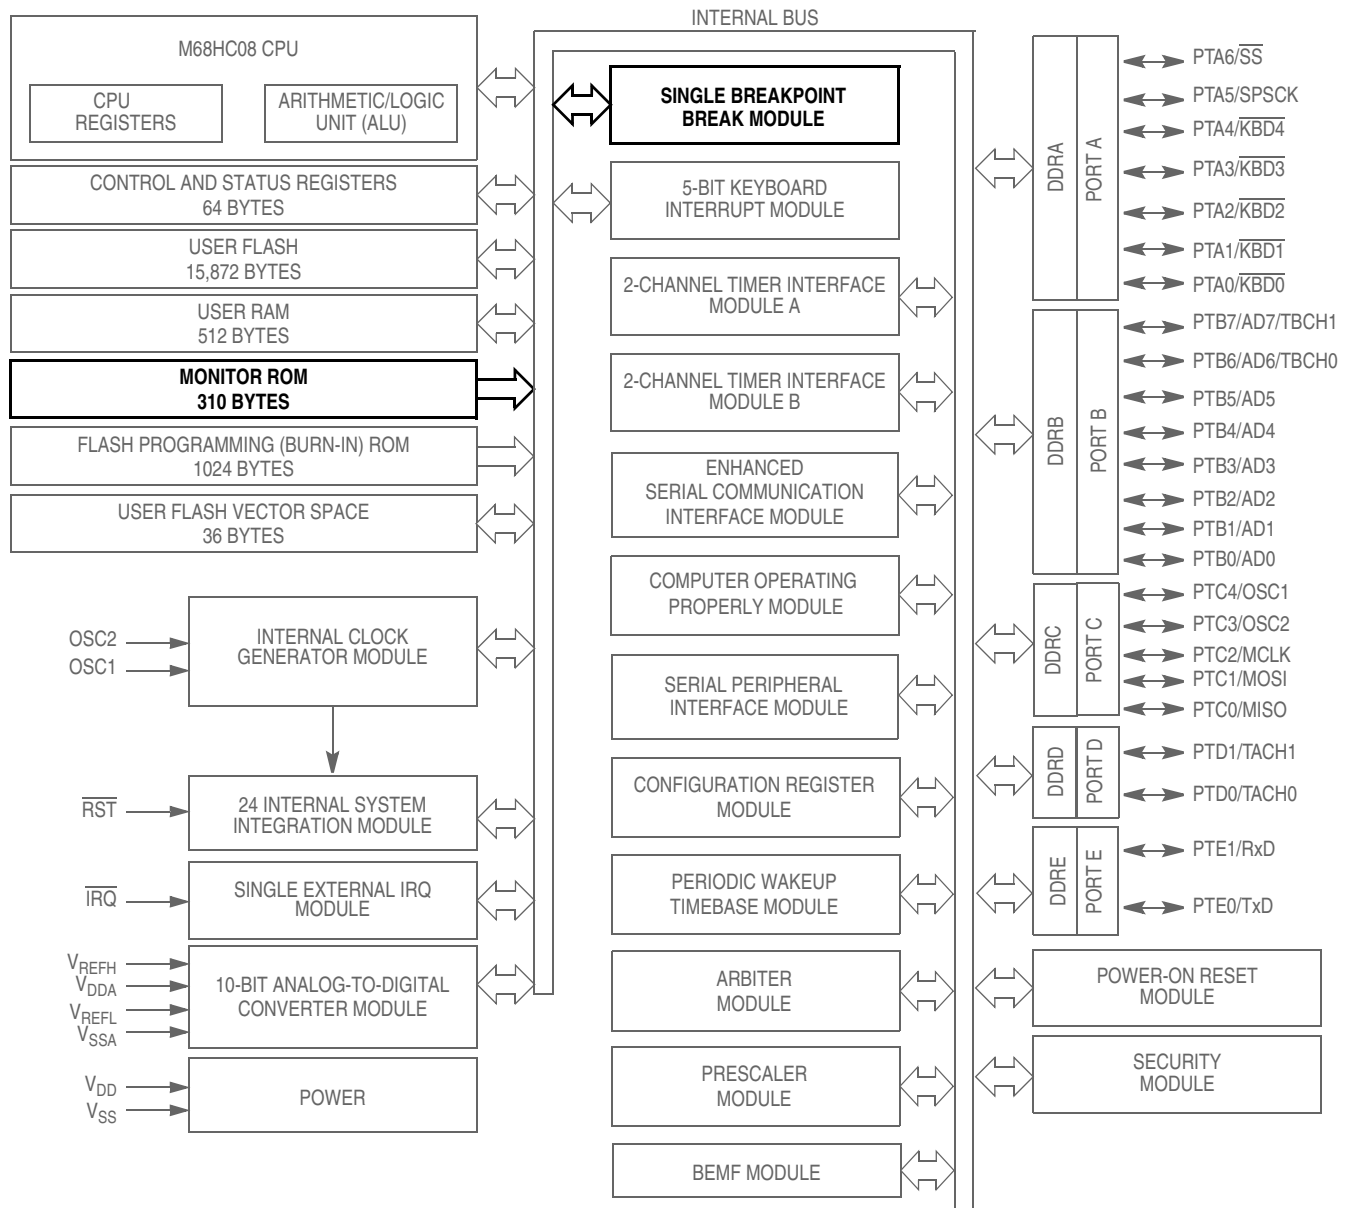 INTERNAL BUS
M68HC08 CPU
CPU
REGISTERS
ARITHMETIC/LOGIC
UNIT (ALU)
CONTROL AND STATUS REGISTERS
64 BYTES
USER FLASH
15,872 BYTES
USER RAM
512 BYTES
MONITOR ROM
310 BYTES
FLASH PROGRAMMING (BURN-IN) ROM
1024 BYTES
USER FLASH VECTOR SPACE
36 BYTES
OSC2
OSC1
INTERNAL CLOCK
GENERATOR MODULE
RST
24 INTERNAL SYSTEM
INTEGRATION MODULE
IRQ
SINGLE EXTERNAL IRQ
MODULE
VREFH
VDDA
VREFL
VSSA
10-BIT ANALOG-TO-DIGITAL
CONVERTER MODULE
VDD
VSS
POWER
SINGLE BREAKPOINT
BREAK MODULE
5-BIT KEYBOARD
INTERRUPT MODULE
2-CHANNEL TIMER INTERFACE
MODULE A
2-CHANNEL TIMER INTERFACE
MODULE B
ENHANCED
SERIAL COMMUNICATION
INTERFACE MODULE
COMPUTER OPERATING
PROPERLY MODULE
SERIAL PERIPHERAL
INTERFACE MODULE
CONFIGURATION REGISTER
MODULE
PERIODIC WAKEUP
TIMEBASE MODULE
ARBITER
MODULE
PRESCALER
MODULE
BEMF MODULE
DDRA
PORT A
PTA6/SS
PTA5/SPSCK
PTA4/KBD4
PTA3/KBD3
PTA2/KBD2
PTA1/KBD1
PTA0/KBD0
DDRB
PORT B
PTB7/AD7/TBCH1
PTB6/AD6/TBCH0
PTB5/AD5
PTB4/AD4
PTB3/AD3
PTB2/AD2
PTB1/AD1
PTB0/AD0
DDRC
PORT C
PTC4/OSC1
PTC3/OSC2
PTC2/MCLK
PTC1/MOSI
PTC0/MISO
DDRD
PORT D
PTD1/TACH1
PTD0/TACH0
DDRE
PORT E
PTE1/RxD
PTE0/TxD
POWER-ON RESET
MODULE
SECURITY
MODULE